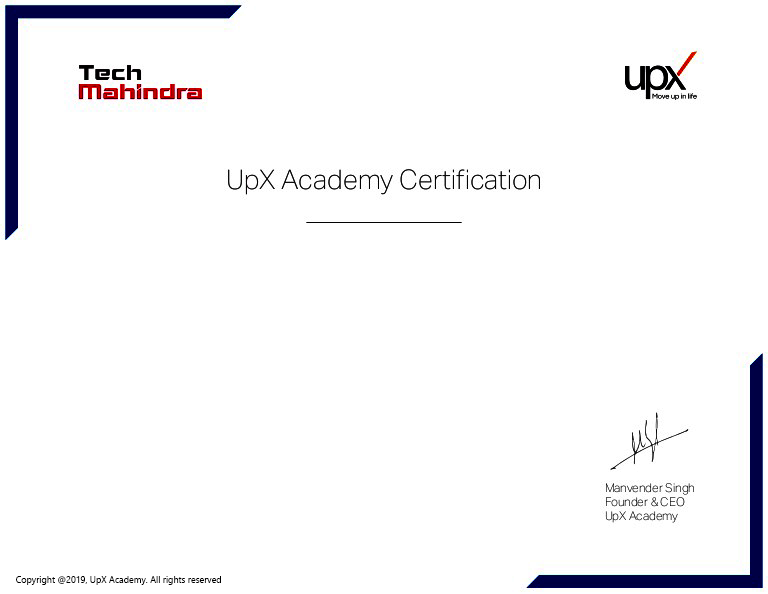 Tech
Mahindra
upx
Move up in life
UpX Academy Certification
Manvender Singh
Founder & CEO
UpX Academy
Copyright @2019, UpX Academy. All rights reserved